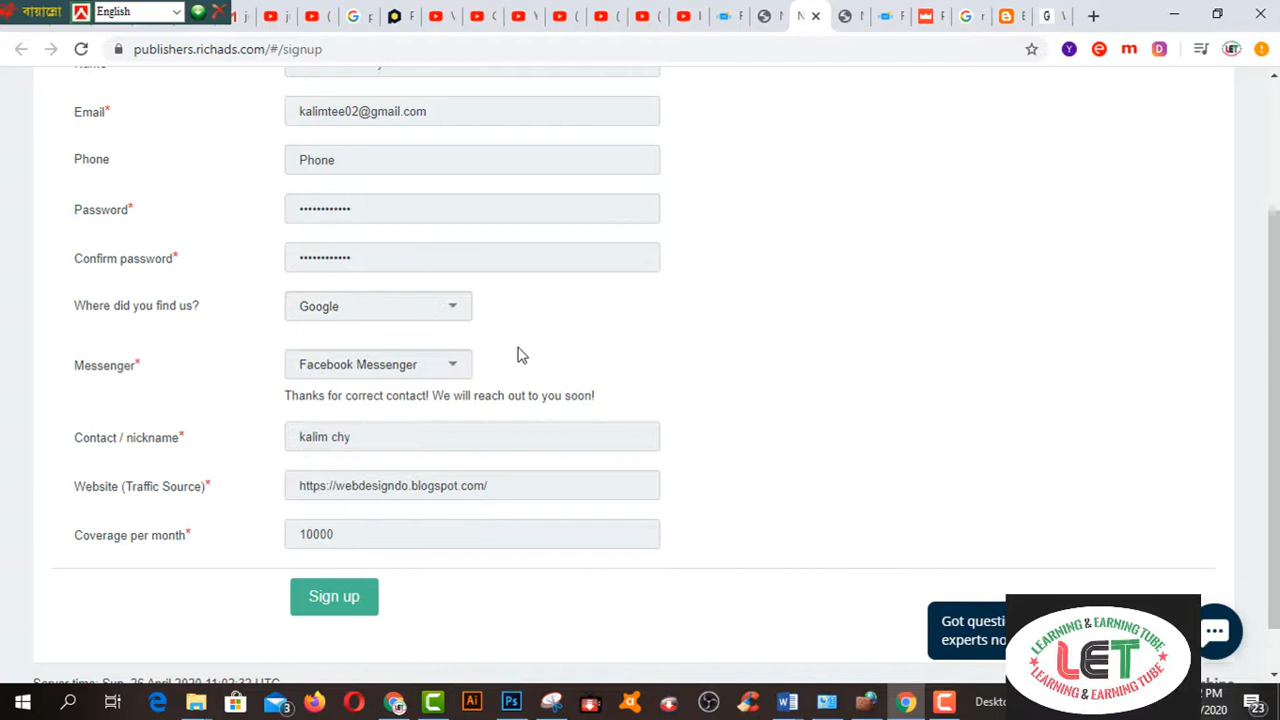 বায়ান্নো English
publishers.richads.com/#/signup
Email*
kalimtee02@gmail.com
Phone
Phone
Password*
••••••••••••
Confirm password*
••••••••••••
Where did you find us?
Google
Messenger*
Facebook Messenger
Thanks for correct contact! We will reach out to you soon!
Contact / nickname*
kalim chy
Website (Traffic Source)*
https://webdesigndo.blogspot.com/
Coverage per month*
10000
Sign up
Got questi
experts no
LEARNING & EARNING TUBE
LET
LEARNING & EARNING TUBE
Desktop
23